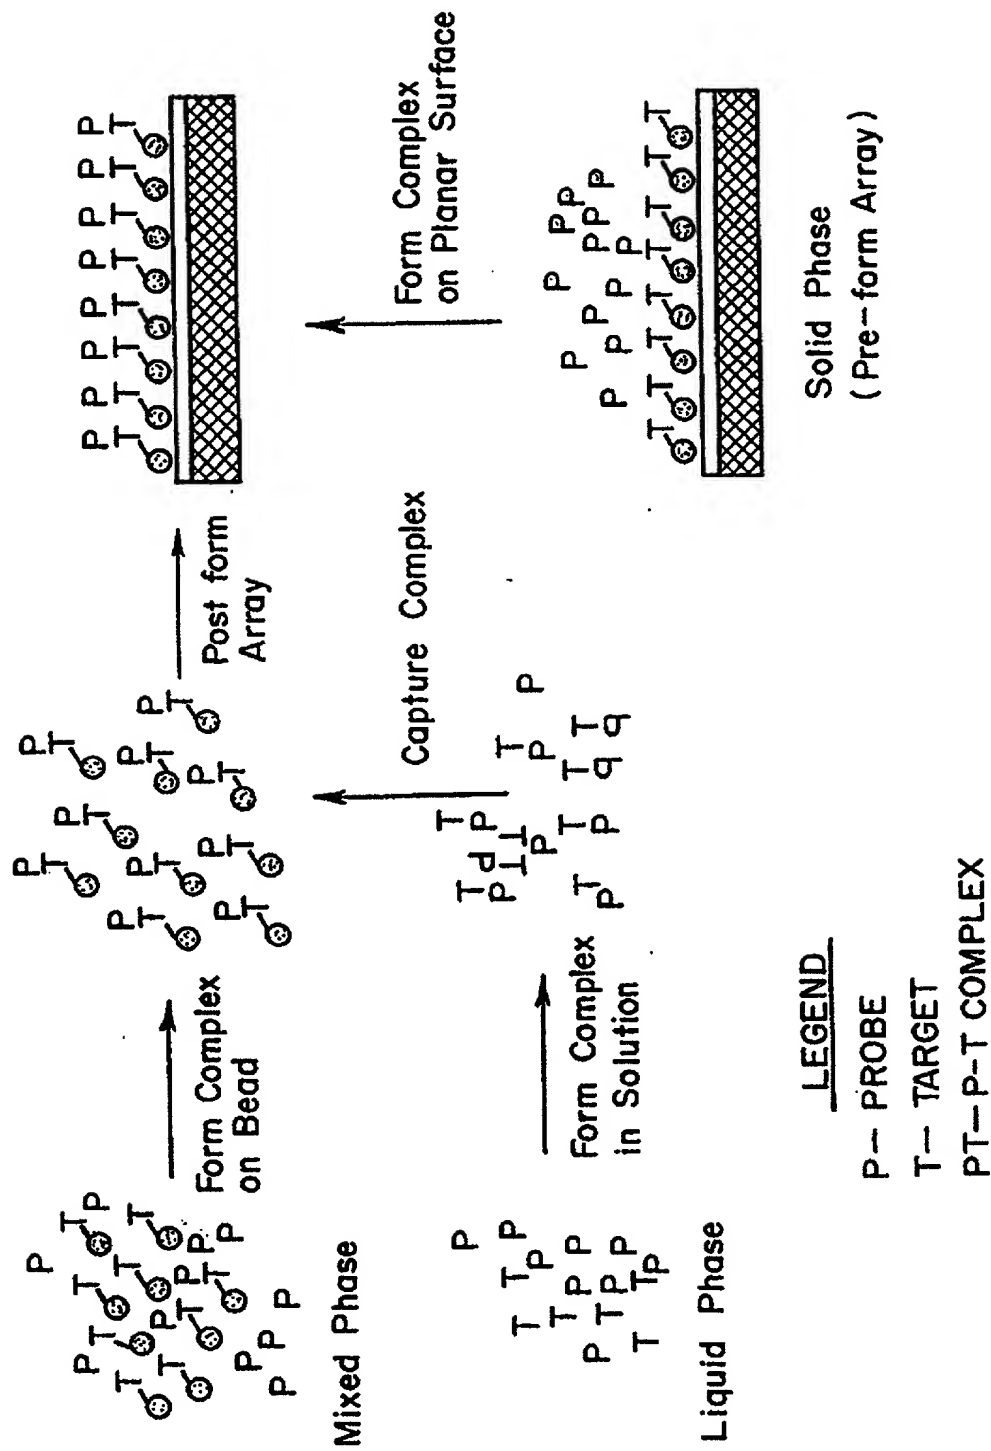 P P P P P P P P
T T T T T T T T
Form Complex
on Bead
Post form
Array
Mixed Phase
Capture Complex
Form Complex
on Planar Surface
Form Complex
in Solution
T T T T T T T T
Liquid Phase
Solid Phase
(Pre-form Array)
LEGEND
P— PROBE
T— TARGET
PT— P-T COMPLEX